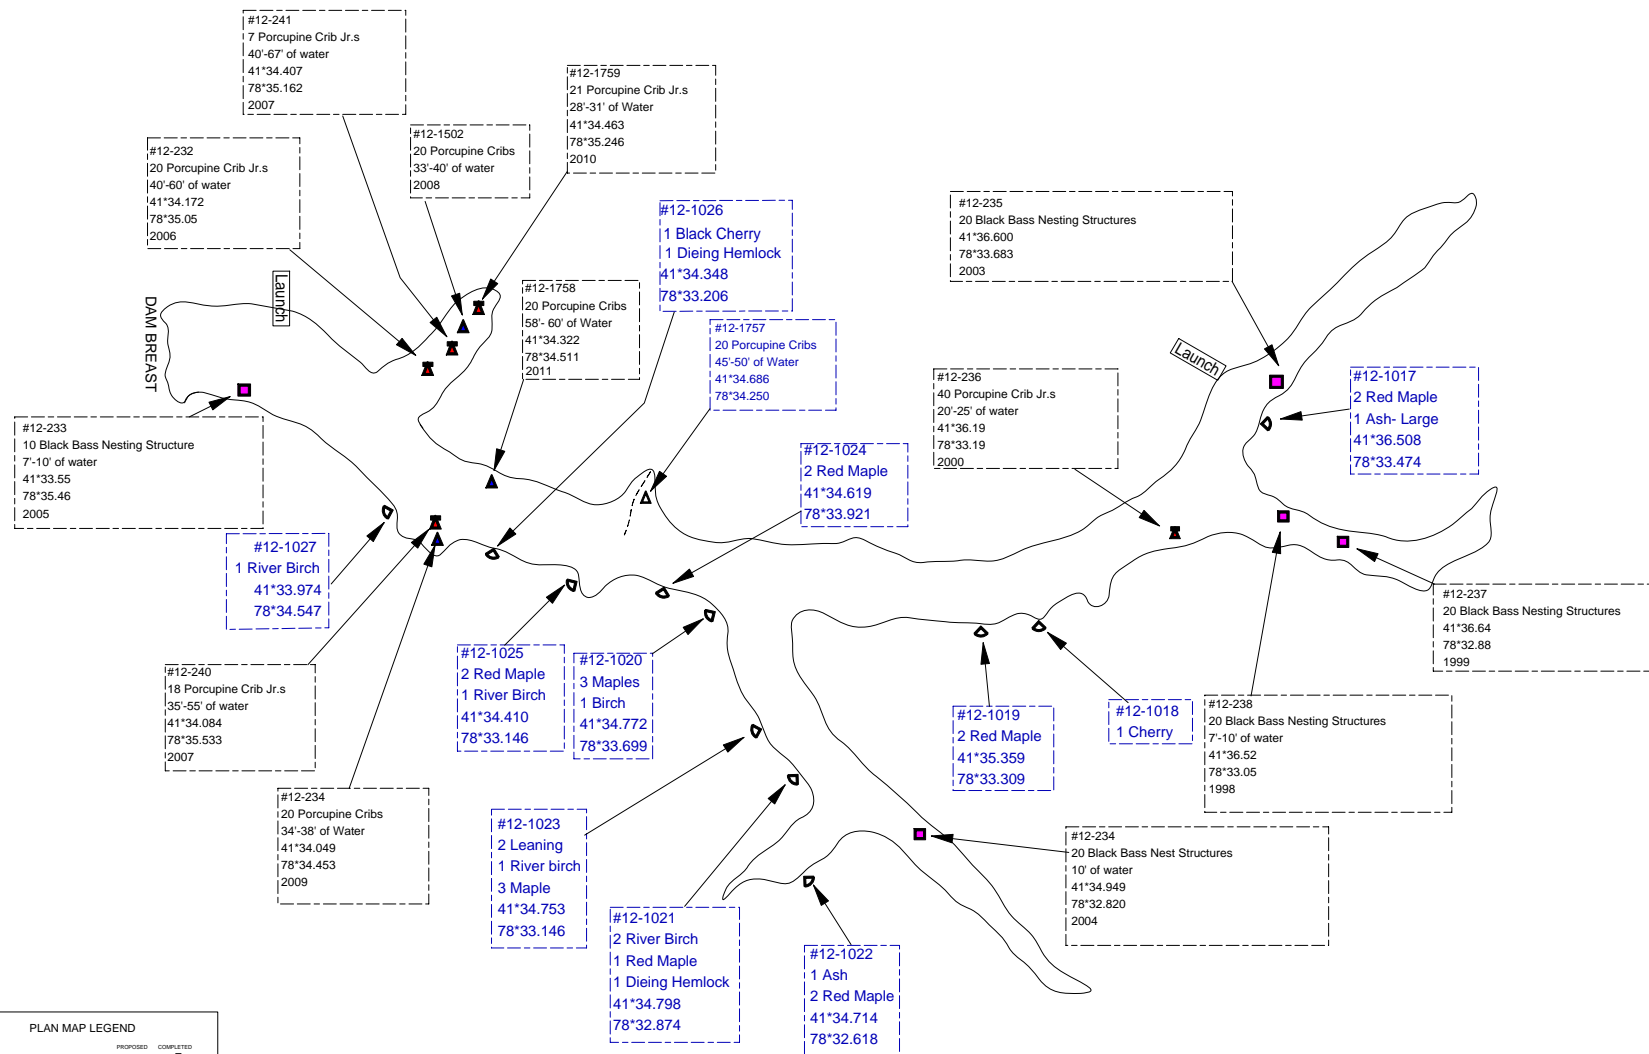 #12-241
7 Porcupine Crib Jr.s
40'-67' of water
41*34.407
78*35.162
2007
#12-1759
21 Porcupine Crib Jr.s
28'-31' of Water
41*34.463
78*35.246
2010
#12-1502
20 Porcupine Cribs
33'-40' of water
2008
#12-232
20 Porcupine Crib Jr.s
40'-60' of water
41*34.172
78*35.05
2006
#12-1026
1 Black Cherry
1 Dieing Hemlock
41*34.348
78*33.206
#12-235
20 Black Bass Nesting Structures
41*36.600
78*33.683
2003
Launch
DAM BREAST
#12-1758
20 Porcupine Cribs
58'- 60' of Water
41*34.322
78*34.511
2011
#12-1757
20 Porcupine Cribs
45'-50' of Water
41*34.686
78*34.250
Launch
#12-236
40 Porcupine Crib Jr.s
20'-25' of water
41*36.19
78*33.19
2000
#12-1017
2 Red Maple
1 Ash- Large
41*36.508
78*33.474
#12-233
10 Black Bass Nesting Structure
7'-10' of water
41*33.55
78*35.46
2005
#12-1024
2 Red Maple
41*34.619
78*33.921
#12-1027
1 River Birch
41*33.974
78*34.547
#12-237
20 Black Bass Nesting Structures
41*36.64
78*32.88
1999
#12-240
18 Porcupine Crib Jr.s
35'-55' of water
41*34.084
78*35.533
2007
#12-1025
2 Red Maple
1 River Birch
41*34.410
78*33.146
#12-1020
3 Maples
1 Birch
41*34.772
78*33.699
#12-1019
2 Red Maple
41*35.359
78*33.309
#12-1018
1 Cherry
#12-238
20 Black Bass Nesting Structures
7'-10' of water
41*36.52
78*33.05
1998
#12-234
20 Porcupine Cribs
34'-38' of Water
41*34.049
78*34.453
2009
#12-1023
2 Leaning
1 River birch
3 Maple
41*34.753
78*33.146
#12-234
20 Black Bass Nest Structures
10' of water
41*34.949
78*32.820
2004
#12-1021
2 River Birch
1 Red Maple
1 Dieing Hemlock
41*34.798
78*32.874
#12-1022
1 Ash
2 Red Maple
41*34.714
78*32.618
PLAN MAP LEGEND
PROPOSED COMPLETED